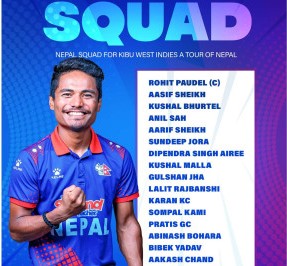 SQUAD
NEPAL SQUAD FOR KIBU WEST INDIES A TOUR OF NEPAL
ROHIT PAUDEL (C)
AASIF SHEIKH
KUSHAL BHURTEL
ANIL SAH
AARIF SHEIKH
SUNDEEP JORA
DIPENDRA SINGH AIREE
KUSHAL MALLA
GULSHAN JHA
LALIT RAJBANSHI
KARAN KC
SOMPAL KAMI
PRATIS GC
ABINASH BOHARA
BIBEK YADAV
AAKASH CHAND
NEPAL